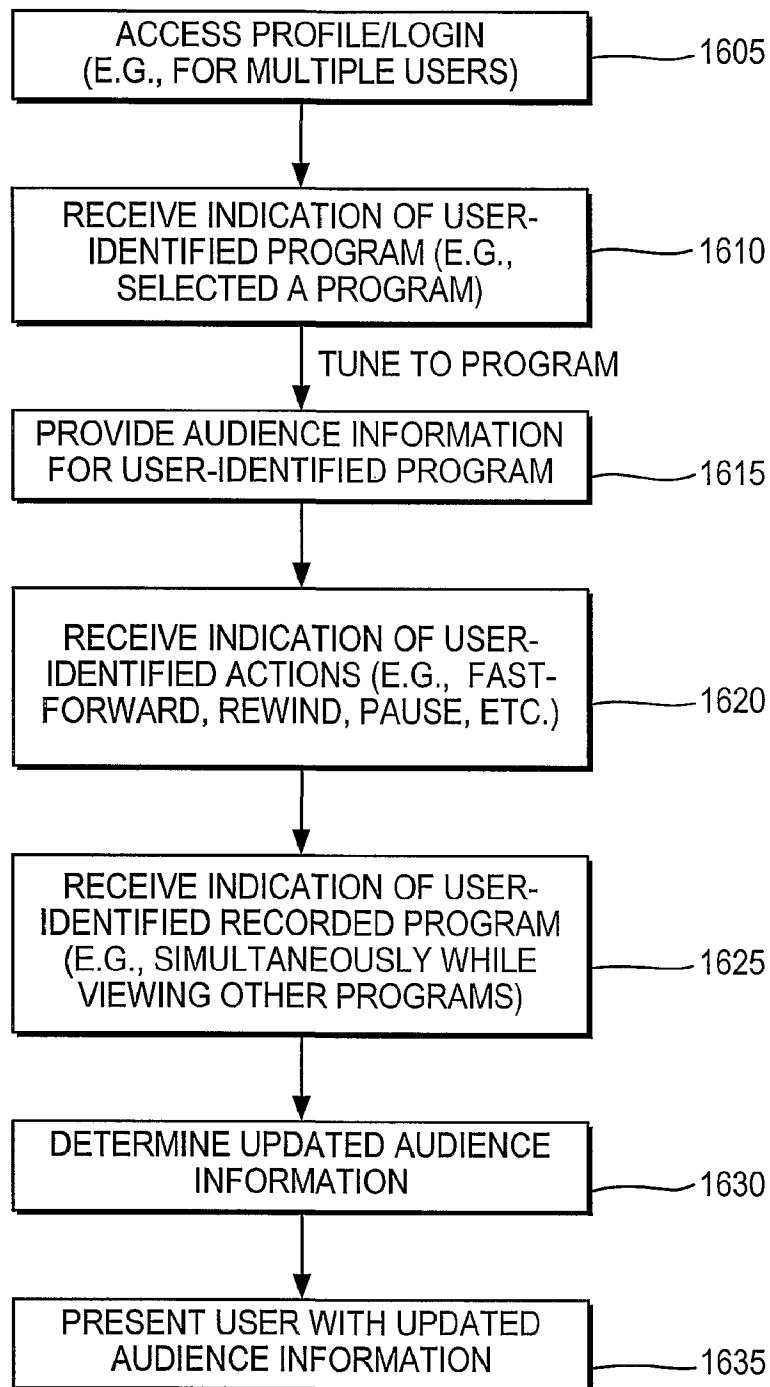 ACCESS PROFILE/LOGIN
(E.G., FOR MULTIPLE USERS)
1605
RECEIVE INDICATION OF USER-
IDENTIFIED PROGRAM (E.G.,
SELECTED A PROGRAM)
1610
TUNE TO PROGRAM
PROVIDE AUDIENCE INFORMATION
FOR USER-IDENTIFIED PROGRAM
1615
RECEIVE INDICATION OF USER-
IDENTIFIED ACTIONS (E.G., FAST-
FORWARD, REWIND, PAUSE, ETC.)
1620
RECEIVE INDICATION OF USER-
IDENTIFIED RECORDED PROGRAM
(E.G., SIMULTANEOUSLY WHILE
VIEWING OTHER PROGRAMS)
1625
DETERMINE UPDATED AUDIENCE
INFORMATION
1630
PRESENT USER WITH UPDATED
AUDIENCE INFORMATION
1635